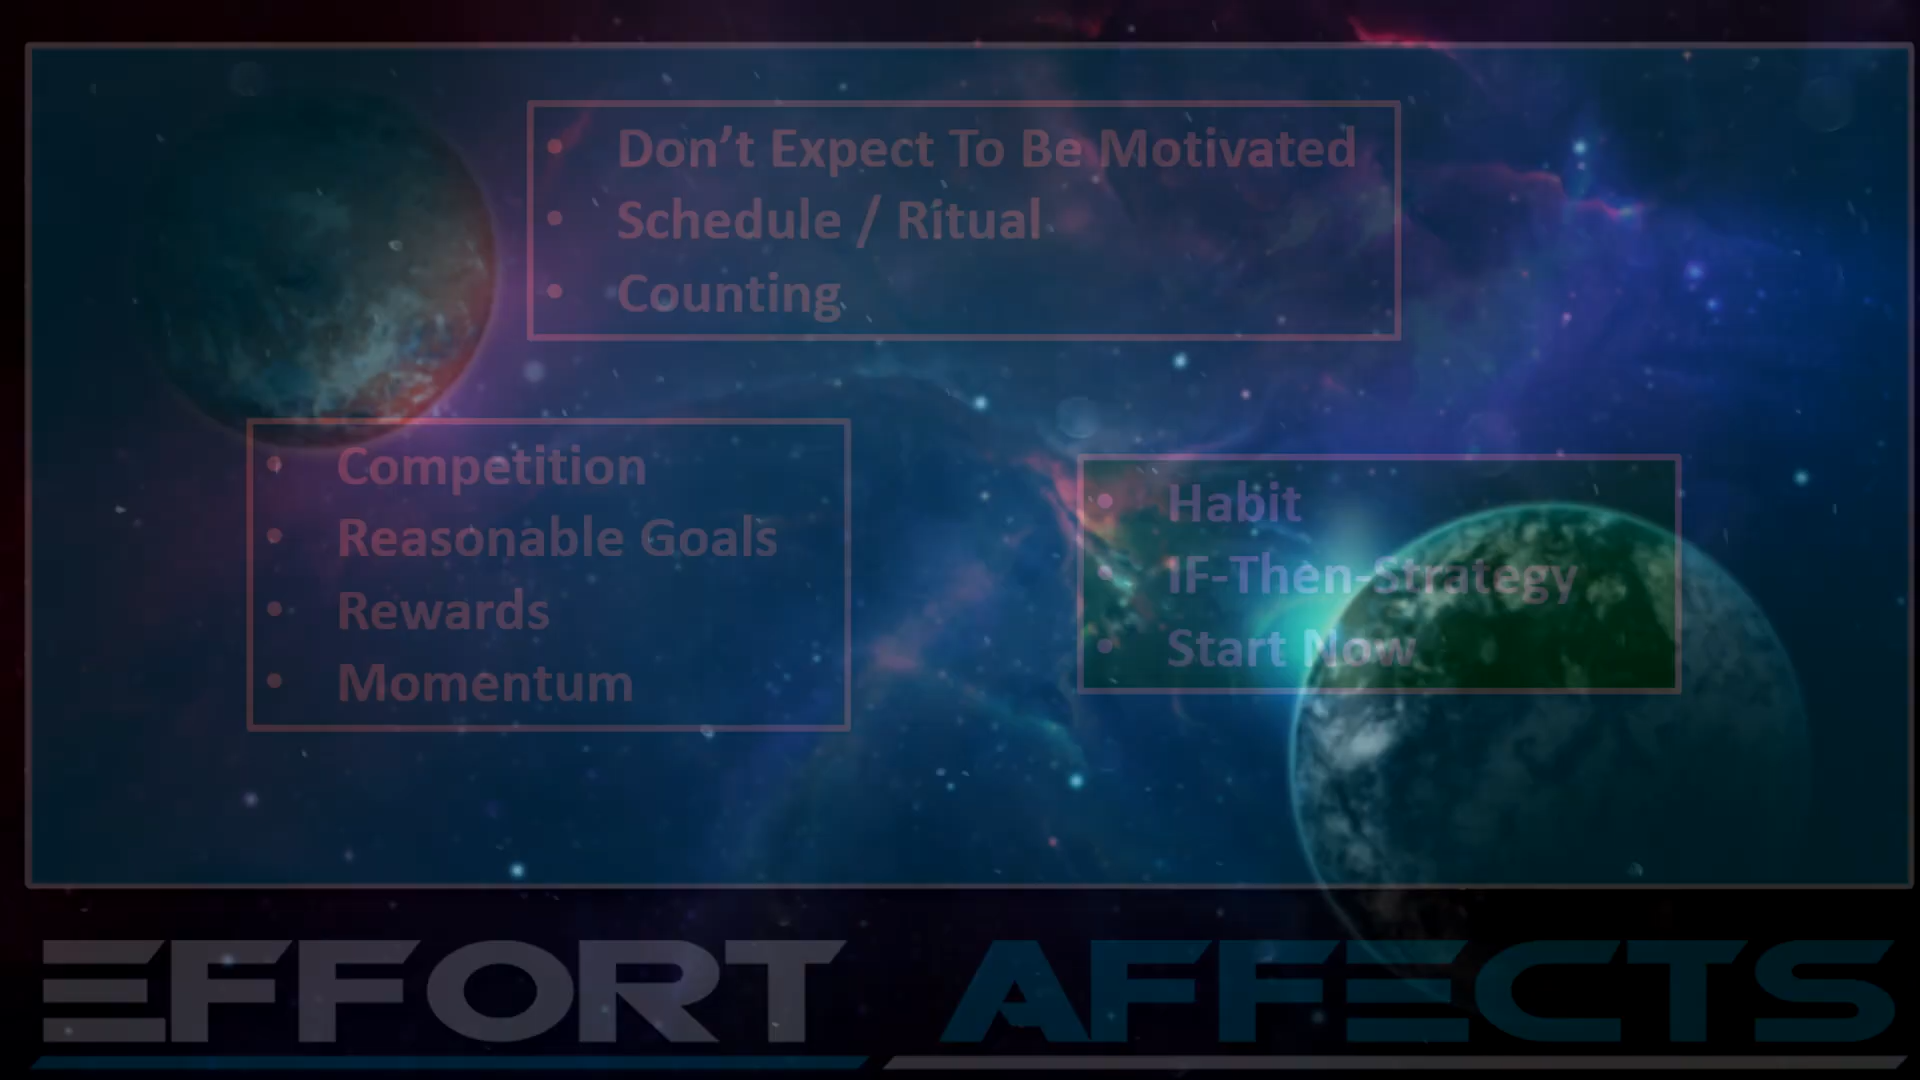 • Don’t Expect To Be Motivated
• Schedule / Ritual
• Counting
• Competition
• Reasonable Goals
• Rewards
• Momentum
• Habit
• IF-Then-Strategy
• Start Now
EFFORT AFFECTS